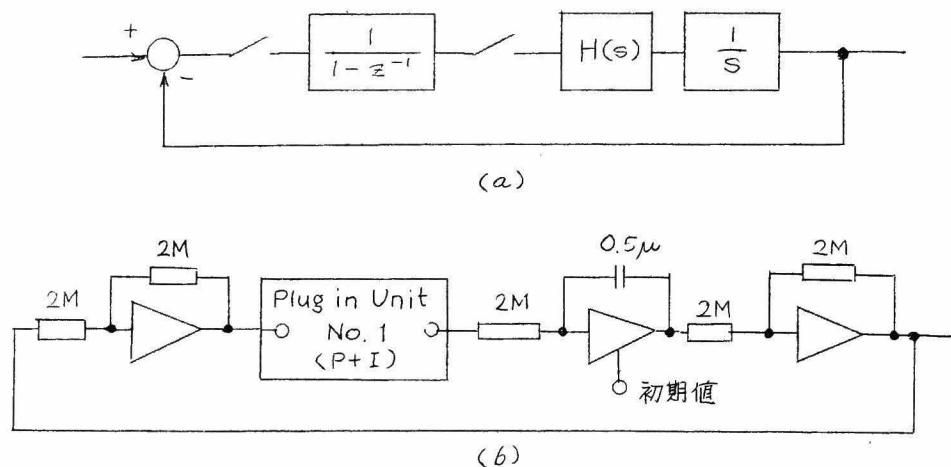 +
-
1
1 - z⁻¹
H(s)
1
S
(a)
2M
2M
Plug in Unit
No. 1
(P+I)
2M
0.5μ
初期値
2M
2M
(b)